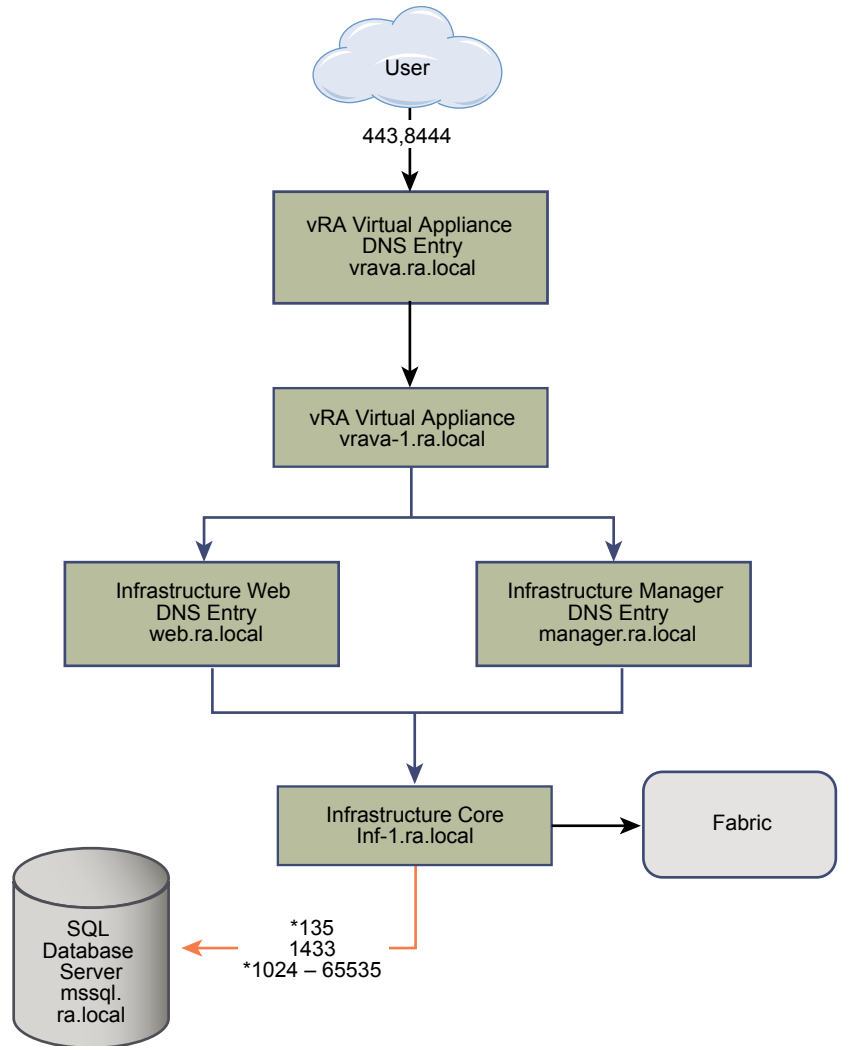 User
443,8444
vRA Virtual Appliance
DNS Entry
vrava.ra.local
vRA Virtual Appliance
vrava-1.ra.local
Infrastructure Web
DNS Entry
web.ra.local
Infrastructure Manager
DNS Entry
manager.ra.local
Infrastructure Core
Inf-1.ra.local
Fabric
SQL
Database
Server
mssql.
ra.local
*135
1433
*1024 – 65535